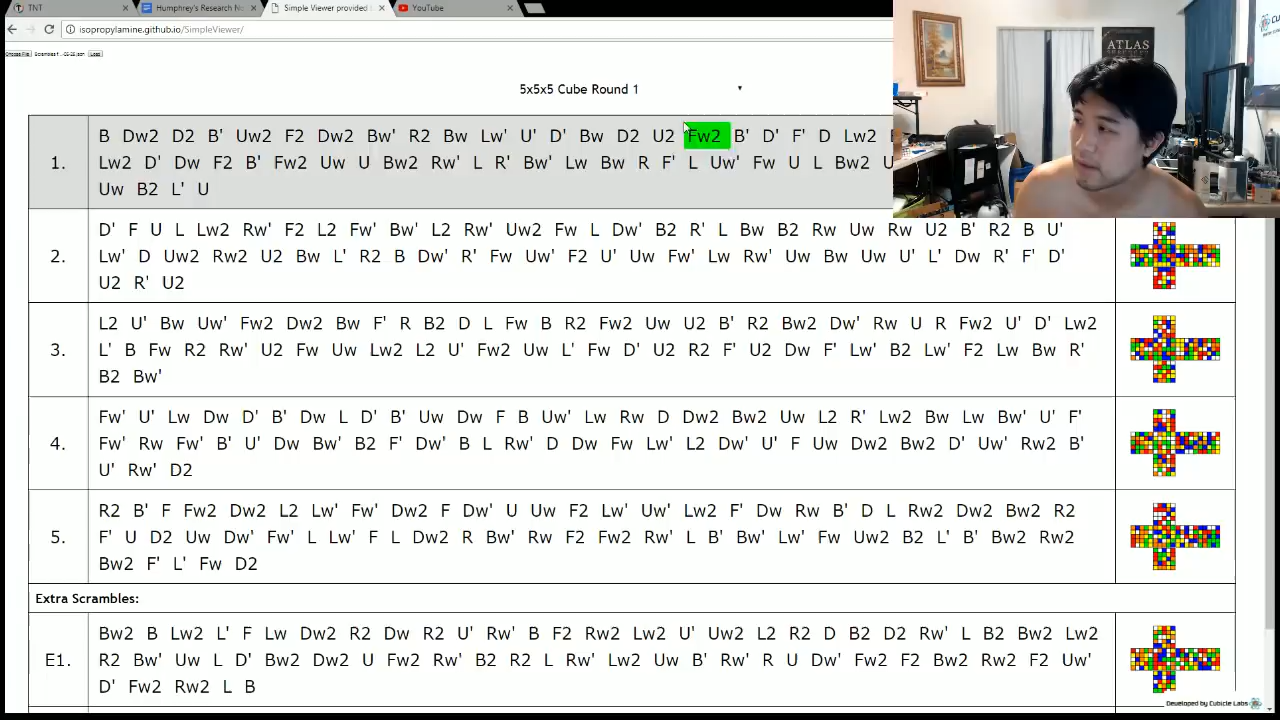 TNT
Humphrey's Research N
Simple Viewer provided
YouTube
isopropylamine.github.io/SimpleViewer/
Choose File
Load
5x5x5 Cube Round 1
ATLAS
1.
B Dw2 D2 B' Uw2 F2 Dw2 Bw' R2 Bw Lw' U' D' Bw D2 U2 Fw2 B' D' F' D Lw2
Lw2 D' Dw F2 B' Fw2 Uw U Bw2 Rw' L R' Bw' Lw Bw R F' L Uw' Fw U L Bw2
Uw B2 L' U
2.
D' F U L Lw2 Rw' F2 L2 Fw' Bw' L2 Rw' Uw2 Fw L Dw' B2 R' L Bw B2 Rw Uw Rw U2 B' R2 B U'
Lw' D Uw2 Rw2 U2 Bw L' R2 B Dw' R' Fw Uw' F2 U' Uw Fw' Lw Rw' Uw Bw Uw U' L' Dw R' F' D'
U2 R' U2
3.
L2 U' Bw Uw' Fw2 Dw2 Bw F' R B2 D L Fw B R2 Fw2 Uw U2 B' R2 Bw2 Dw' Rw U R Fw2 U' D' Lw2
L' B Fw R2 Rw' U2 Fw Uw Lw2 L2 U' Fw2 Uw L' Fw D' U2 R2 F' U2 Dw F' Lw' B2 Lw' F2 Lw Bw R'
B2 Bw'
4.
Fw' U' Lw Dw D' B' Dw L D' B' Uw Dw F B Uw' Lw Rw D Dw2 Bw2 Uw L2 R' Lw2 Bw Lw Bw' U' F'
Fw' Rw Fw' B' U' Dw Bw' B2 F' Dw' B L Rw' D Dw Fw Lw' L2 Dw' U' F Uw Dw2 Bw2 D' Uw' Rw2 B'
U' Rw' D2
5.
R2 B' F Fw2 Dw2 L2 Lw' Fw' Dw2 F Dw' U Uw F2 Lw' Uw' Lw2 F' Dw Rw B' D L Rw2 Dw2 Bw2 R2
F' U D2 Uw Dw' Fw' L Lw' F L Dw2 R Bw' Rw F2 Fw2 Rw' L B' Bw' Lw' Fw Uw2 B2 L' B' Bw2 Rw2
Bw2 F' L' Fw D2
Extra Scrambles:
E1.
Bw2 B Lw2 L' F Lw Dw2 R2 Dw R2 U' Rw' B F2 Rw2 Lw2 U' Uw2 L2 R2 D B2 D2 Rw' L B2 Bw2 Lw2
R2 Bw' Uw L D' Bw2 Dw2 U Fw2 Rw' B2 R2 L Rw' Lw2 Uw B' Rw' R U Dw' Fw F2 Bw2 Rw2 F2 Uw'
D' Fw2 Rw2 L B
Developed by Cubicle Labs